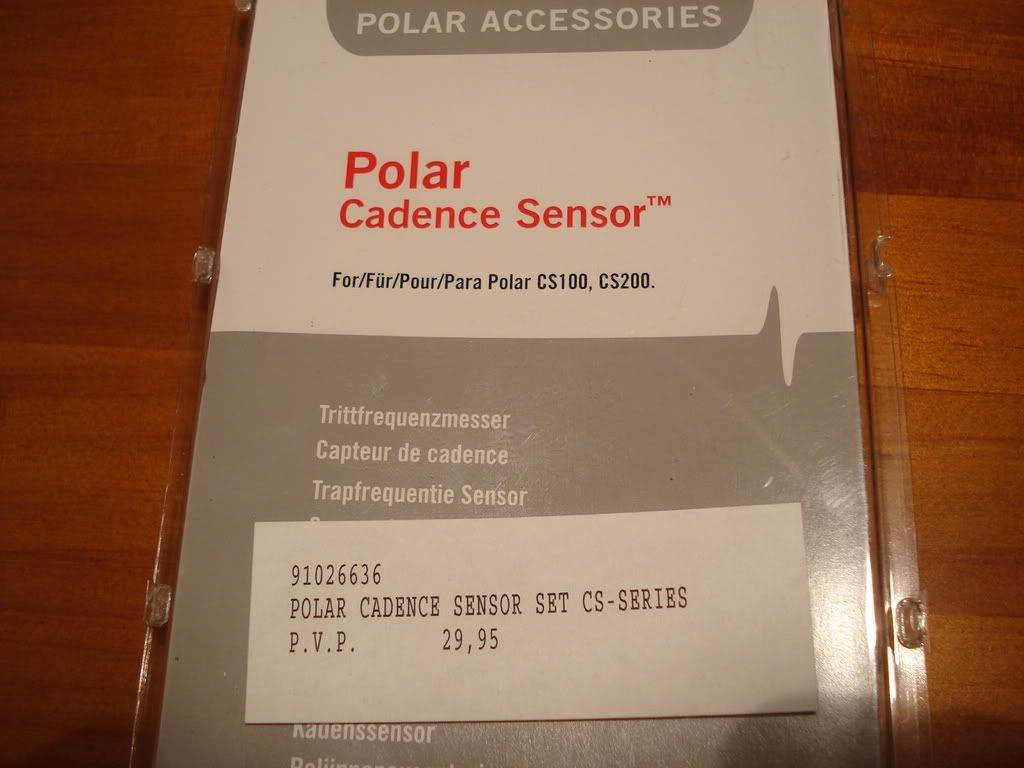 POLAR ACCESSORIES
Polar
Cadence Sensor™
For/Für/Pour/Para Polar CS100, CS200.
Trittfrequenzmesser
Capteur de cadence
Trapfrequentie Sensor
91026636
POLAR CADENCE SENSOR SET CS-SERIES
P.V.P. 29,95